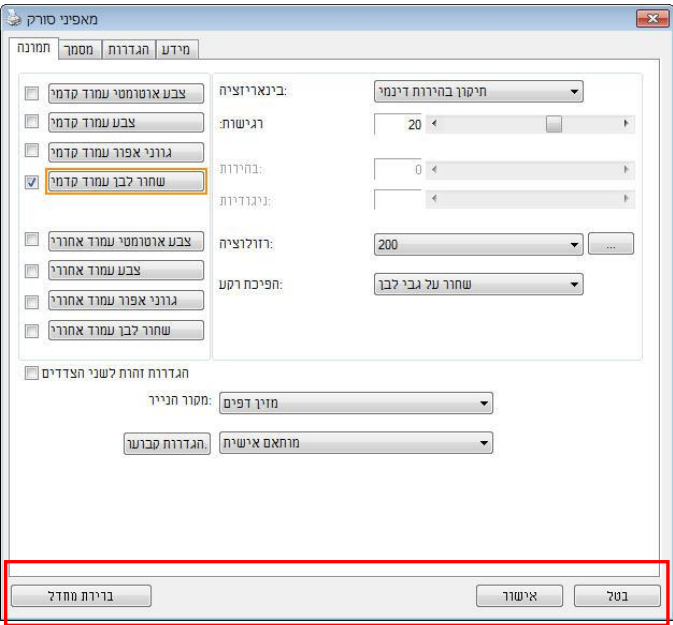 מאפיני סורק
תמונה מסמך הגדרות מידע
צבע אוטומטי עמוד קדמי
צבע עמוד קדמי
גווני אפור עמוד קדמי
שחור לבן עמוד קדמי
צבע אוטומטי עמוד אחורי
צבע עמוד אחורי
גווני אפור עמוד אחורי
שחור לבן עמוד אחורי
בינאריזציה: תיקון בהירות דינמי
רגישות: 20
בהירות: 0
ניגודיות:
רזולוציה: 200 ...
הפיכת רקע: שחור על גבי לבן
הגדרות זהות לשני הצדדים
מקור הנייר: מזין דפים
הגדרות קבועו. מותאם אישית
ברירת מחדל אישור בטל